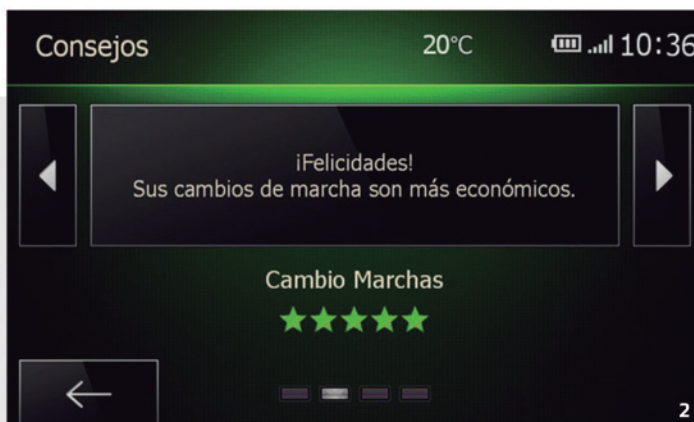 Consejos
20°C
10:36
¡Felicidades!
Sus cambios de marcha son más económicos.
Cambio Marchas
2